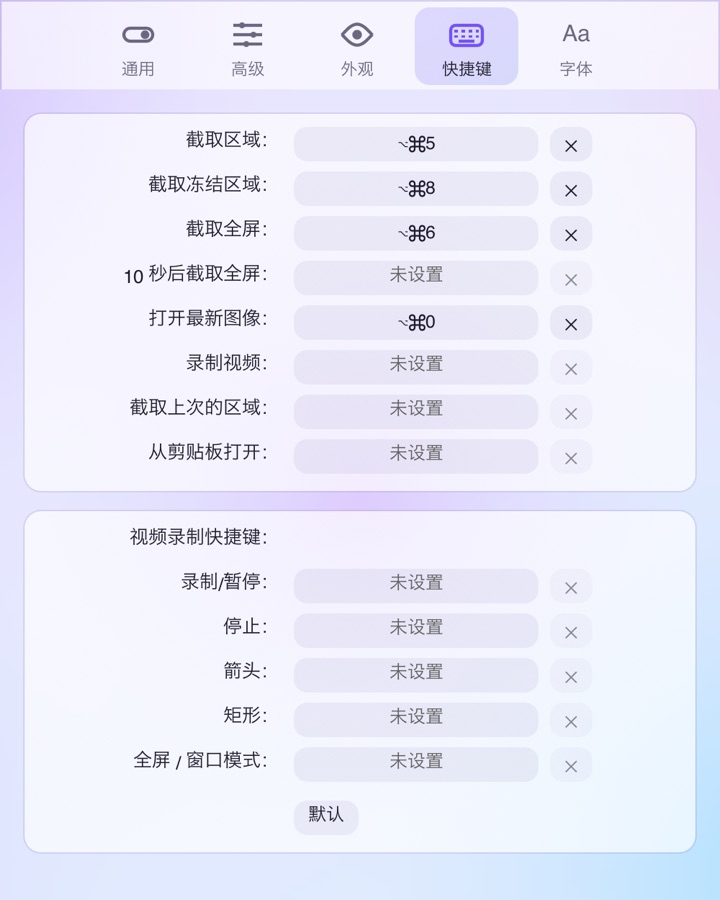 通用 高级 外观 快捷键 Aa 字体
截取区域: ⌥⌘5 ×
截取冻结区域: ⌥⌘8 ×
截取全屏: ⌥⌘6 ×
10 秒后截取全屏: 未设置 ×
打开最新图像: ⌥⌘0 ×
录制视频: 未设置 ×
截取上次的区域: 未设置 ×
从剪贴板打开: 未设置 ×
视频录制快捷键:
录制/暂停: 未设置 ×
停止: 未设置 ×
箭头: 未设置 ×
矩形: 未设置 ×
全屏 / 窗口模式: 未设置 ×
默认